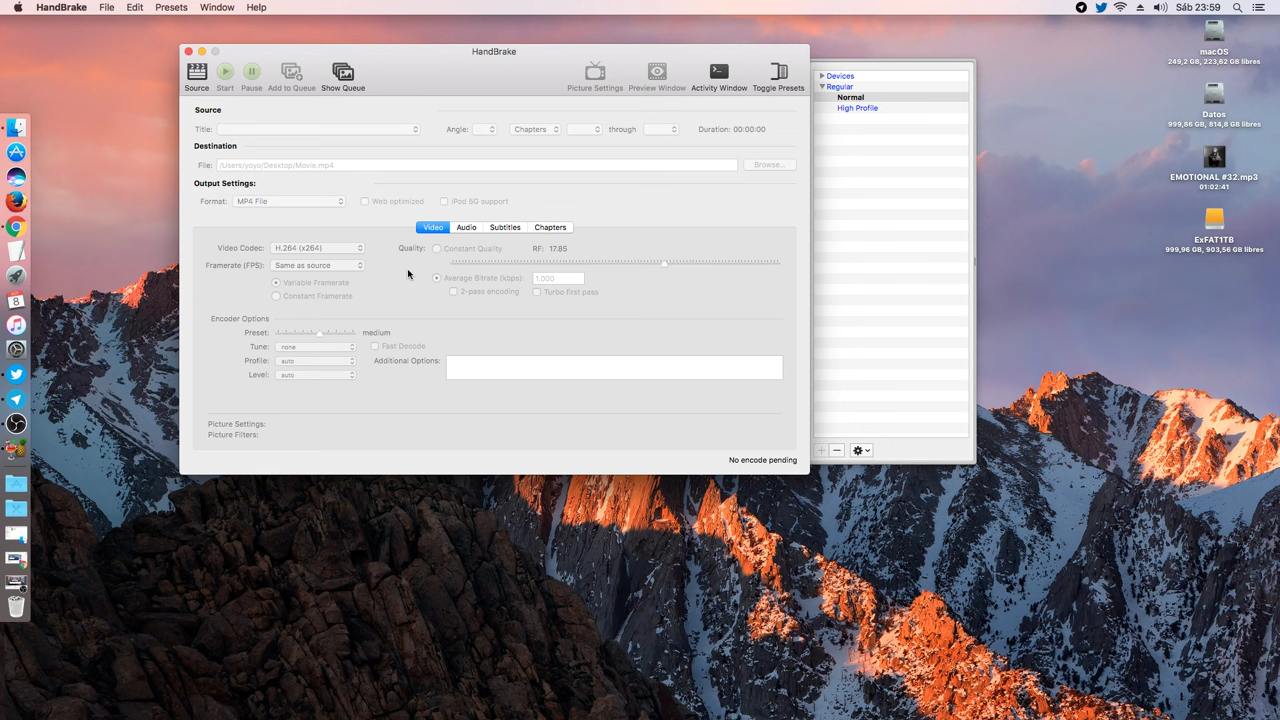 HandBrake File Edit Presets Window Help
Sáb 23:59
HandBrake
Source Start Pause Add to Queue Show Queue
Picture Settings Preview Window Activity Window Toggle Presets
Source
Title: Angle: Chapters through Duration: 00:00:00
Destination
File: /Users/yoyo/Desktop/Movie.mp4 Browse...
Output Settings:
Format: MP4 File Web optimized iPod 5G support
Video Audio Subtitles Chapters
Video Codec: H.264 (x264) Quality: Constant Quality RF: 17.85
Framerate (FPS): Same as source
Average Bitrate (kbps): 1.000
Variable Framerate
2-pass encoding Turbo first pass
Constant Framerate
Encoder Options
Preset: medium
Tune: none Fast Decode
Profile: auto Additional Options:
Level: auto
Picture Settings:
Picture Filters:
No encode pending
Devices
Regular
Normal
High Profile
macOS
249,2 GB, 223,62 GB libres
Datos
999,86 GB, 814,8 GB libres
EMOTIONAL #32.mp3
01:02:41
ExFAT1TB
999,96 GB, 903,56 GB libres
8